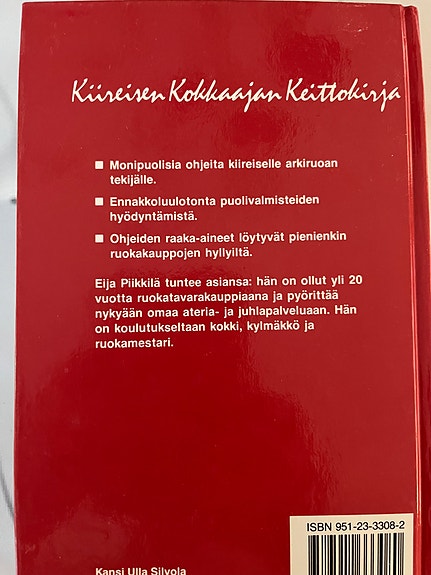 Kiireisen Kokkaajan Keittokirja
Monipuolisia ohjeita kiireiselle arkiruoan
tekijälle.
Ennakkoluulotonta puolivalmisteiden
hyödyntämistä.
Ohjeiden raaka-aineet löytyvät pienienkin
ruokakauppojen hyllyiltä.
Eija Piikkilä tuntee asiansa: hän on ollut yli 20
vuotta ruokatavarakauppiaana ja pyörittää
nykyään omaa ateria- ja juhlapalveluaan. Hän
on koulutukseltaan kokki, kylmäkkö ja
ruokamestari.
ISBN 951-23-3308-2
Kansi Ulla Silvola